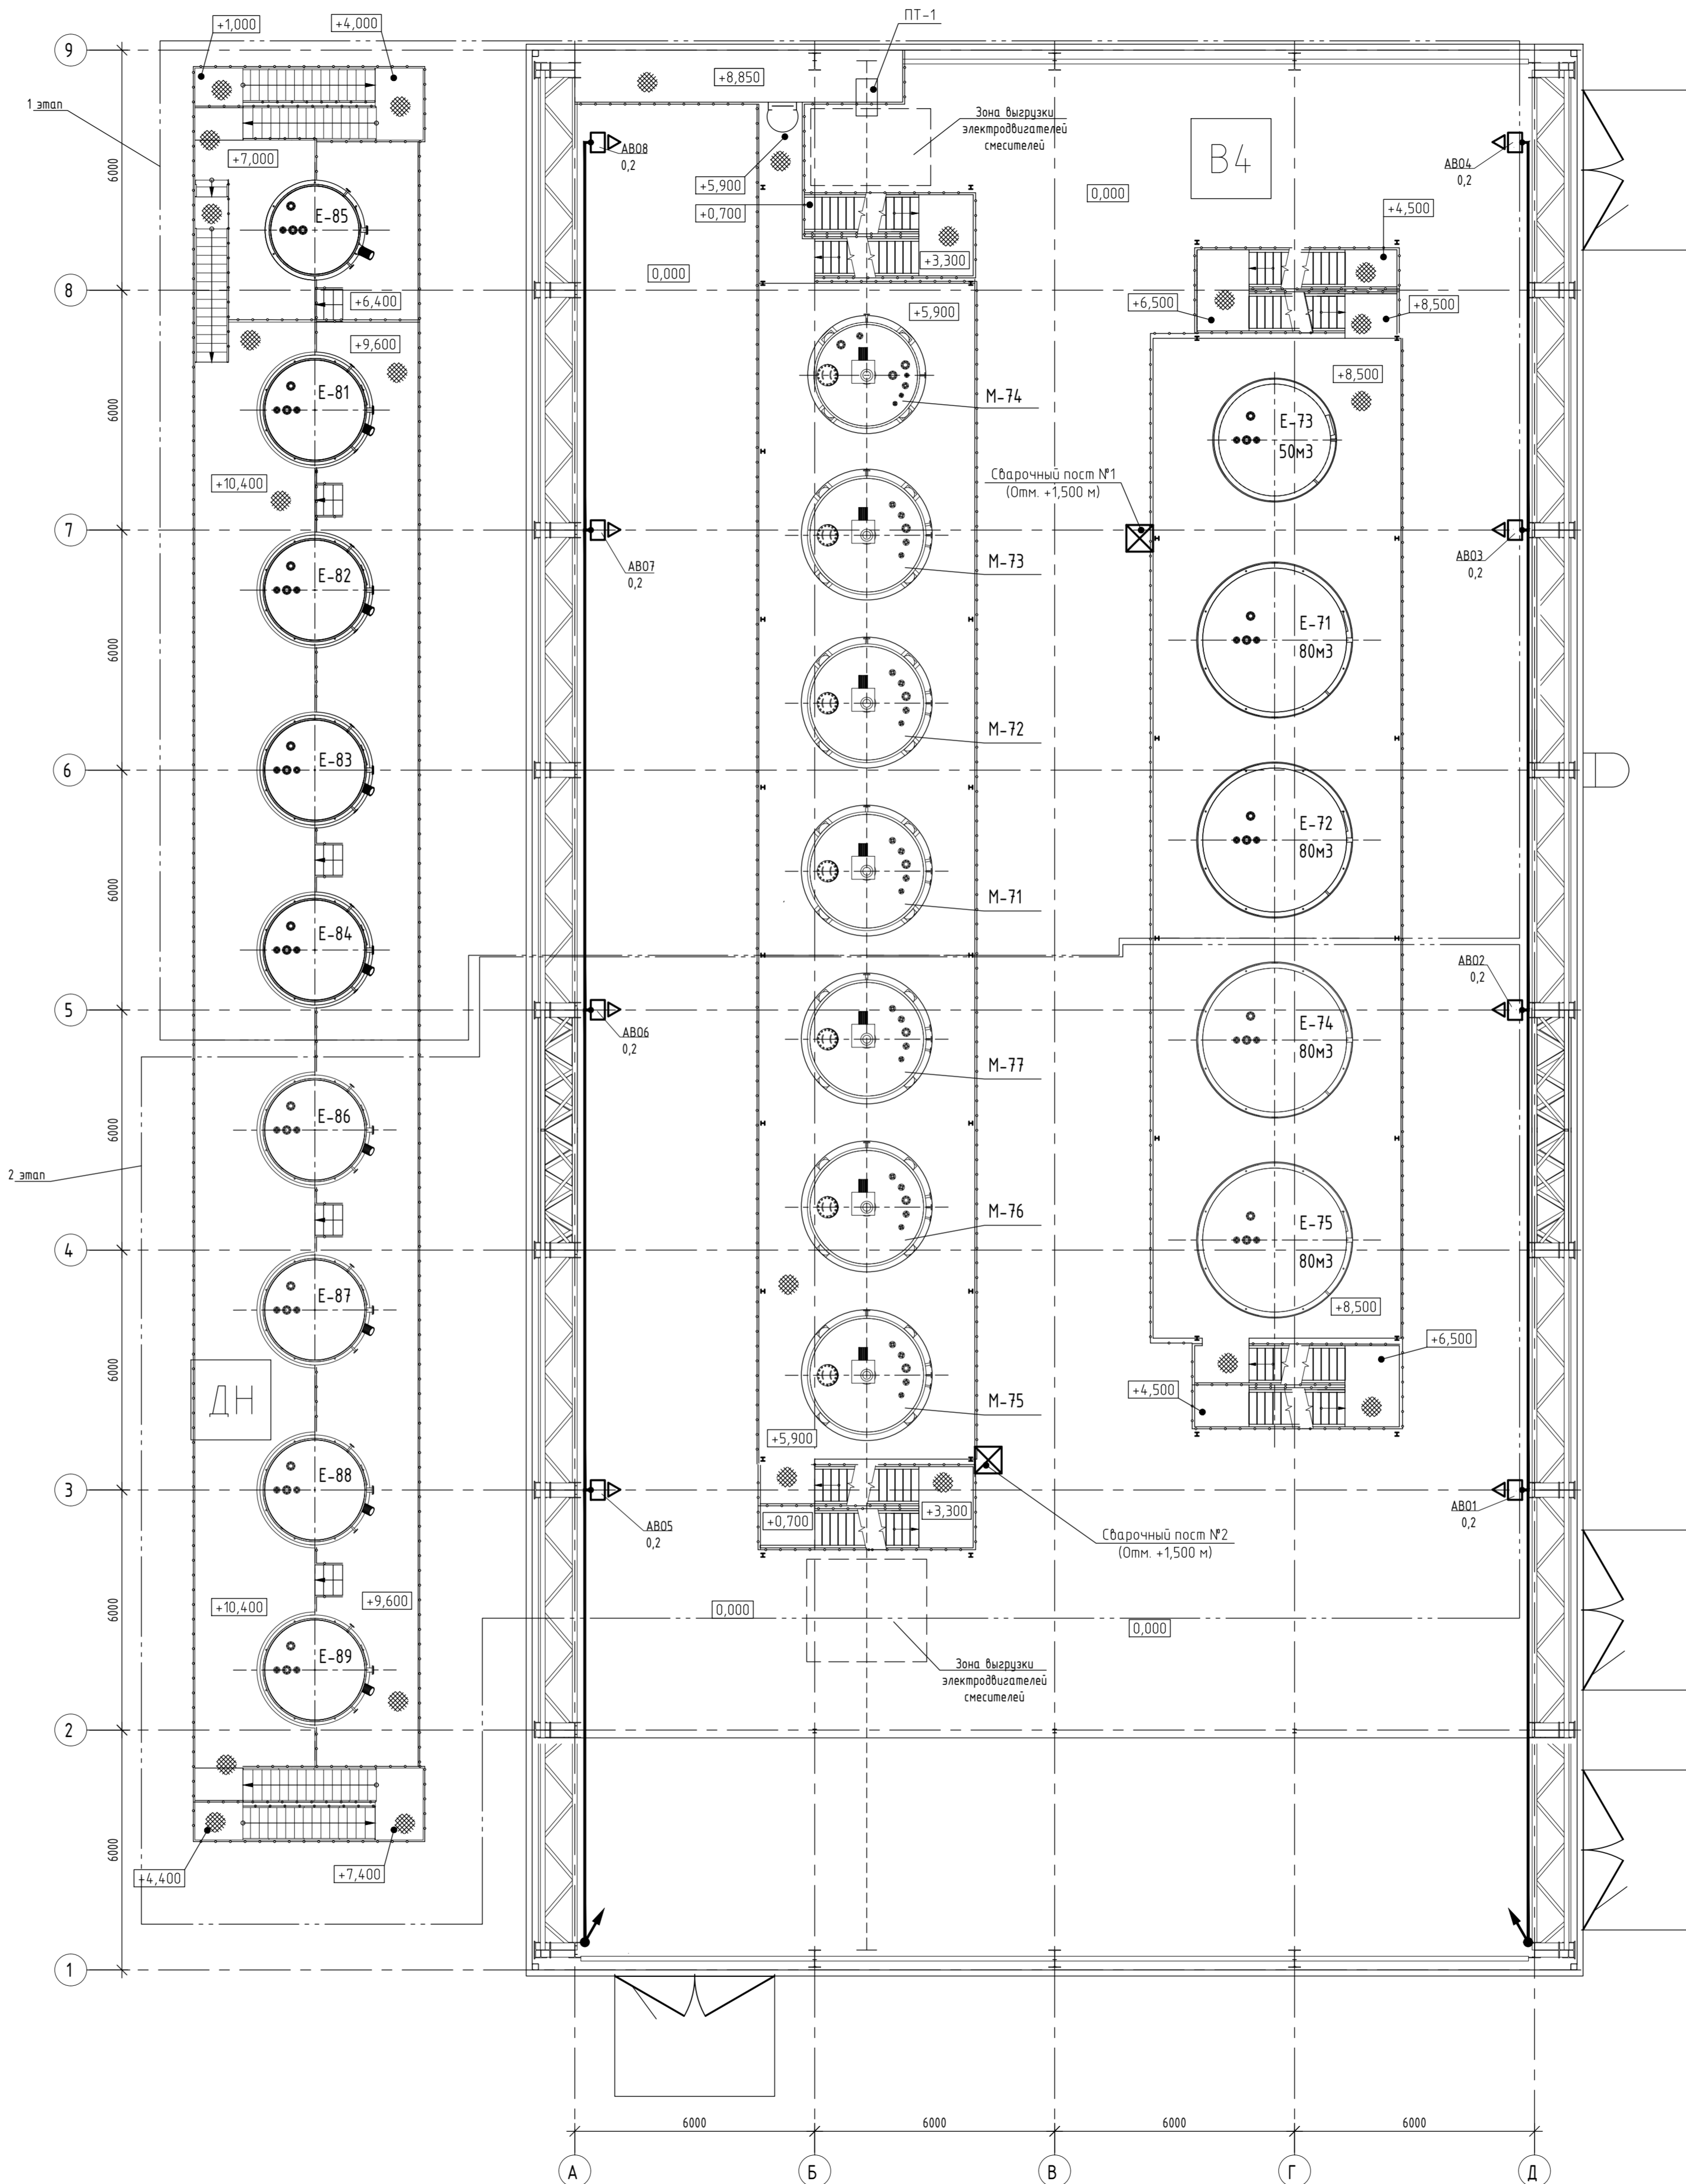 +1,000
+4,000
ПТ-1
9
+8,850
1 этап
Зона выгрузки
электродвигателей
смесителей
АВ08
0,2
В4
АВ04
0,2
+7,000
6000
+5,900
0,000
+0,700
+4,500
Е-85
+3,300
0,000
8
+6,400
+6,500
+8,500
+5,900
+9,600
+8,500
Е-81
М-74
Е-73
50м3
6000
+10,400
Сварочный пост №1
(Отм. +1,500 м)
7
АВ07
0,2
М-73
АВ03
0,2
Е-82
Е-71
80м3
6000
М-72
Е-83
6
Е-72
80м3
6000
М-71
Е-84
АВ02
0,2
5
АВ06
0,2
Е-74
80м3
М-77
Е-86
6000
2 этап
М-76
Е-75
80м3
4
Е-87
+8,500
+6,500
6000
ДН
+4,500
М-75
+5,900
Е-88
3
+3,300
+0,700
АВ05
0,2
АВ01
0,2
Сварочный пост №2
(Отм. +1,500 м)
6000
+10,400
+9,600
0,000
0,000
Е-89
Зона выгрузки
электродвигателей
смесителей
2
6000
+4,400
+7,400
1
6000
6000
6000
6000
А
Б
В
Г
Д